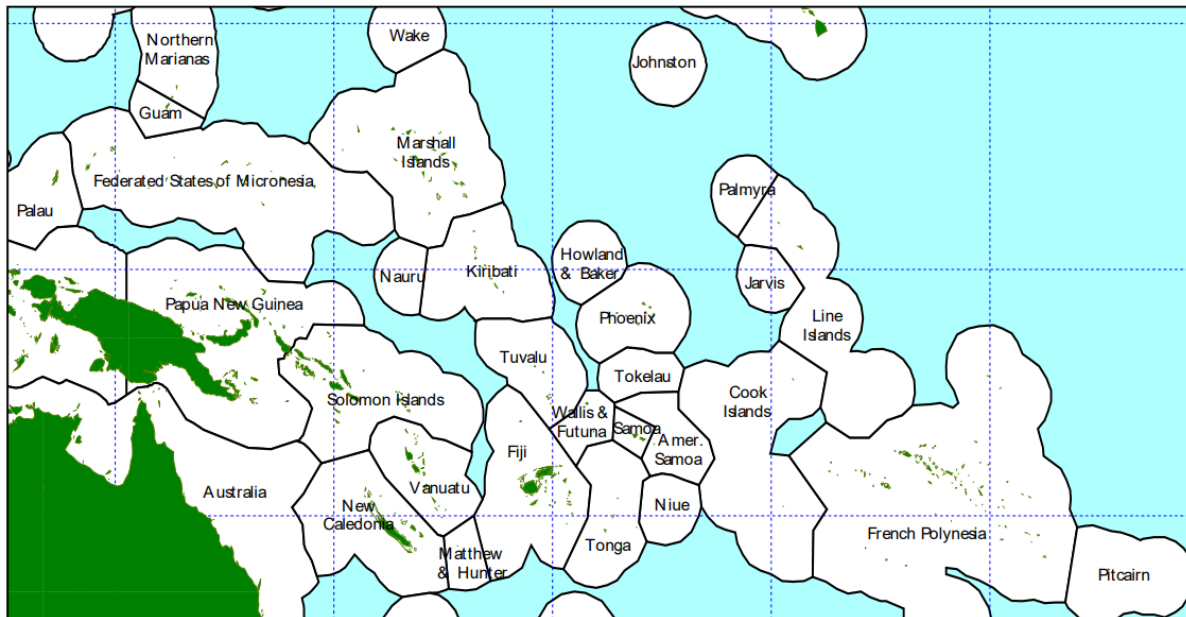 Northern
Marianas
Wake
Johnston
Guam
Marshall
Islands
Federated States of Micronesia
Palau
Palmyra
Howland
& Baker
Nauru
Kiribati
Jarvis
Papua New Guinea
Phoenix
Line
Islands
Tuvalu
Tokelau
Cook
Islands
Solomon Islands
Wallis &
Futuna
Samoa
Amer.
Samoa
Fiji
Vanuatu
Australia
New
Caledonia
Niue
French Polynesia
Tonga
Matthew
& Hunter
Pitcairn